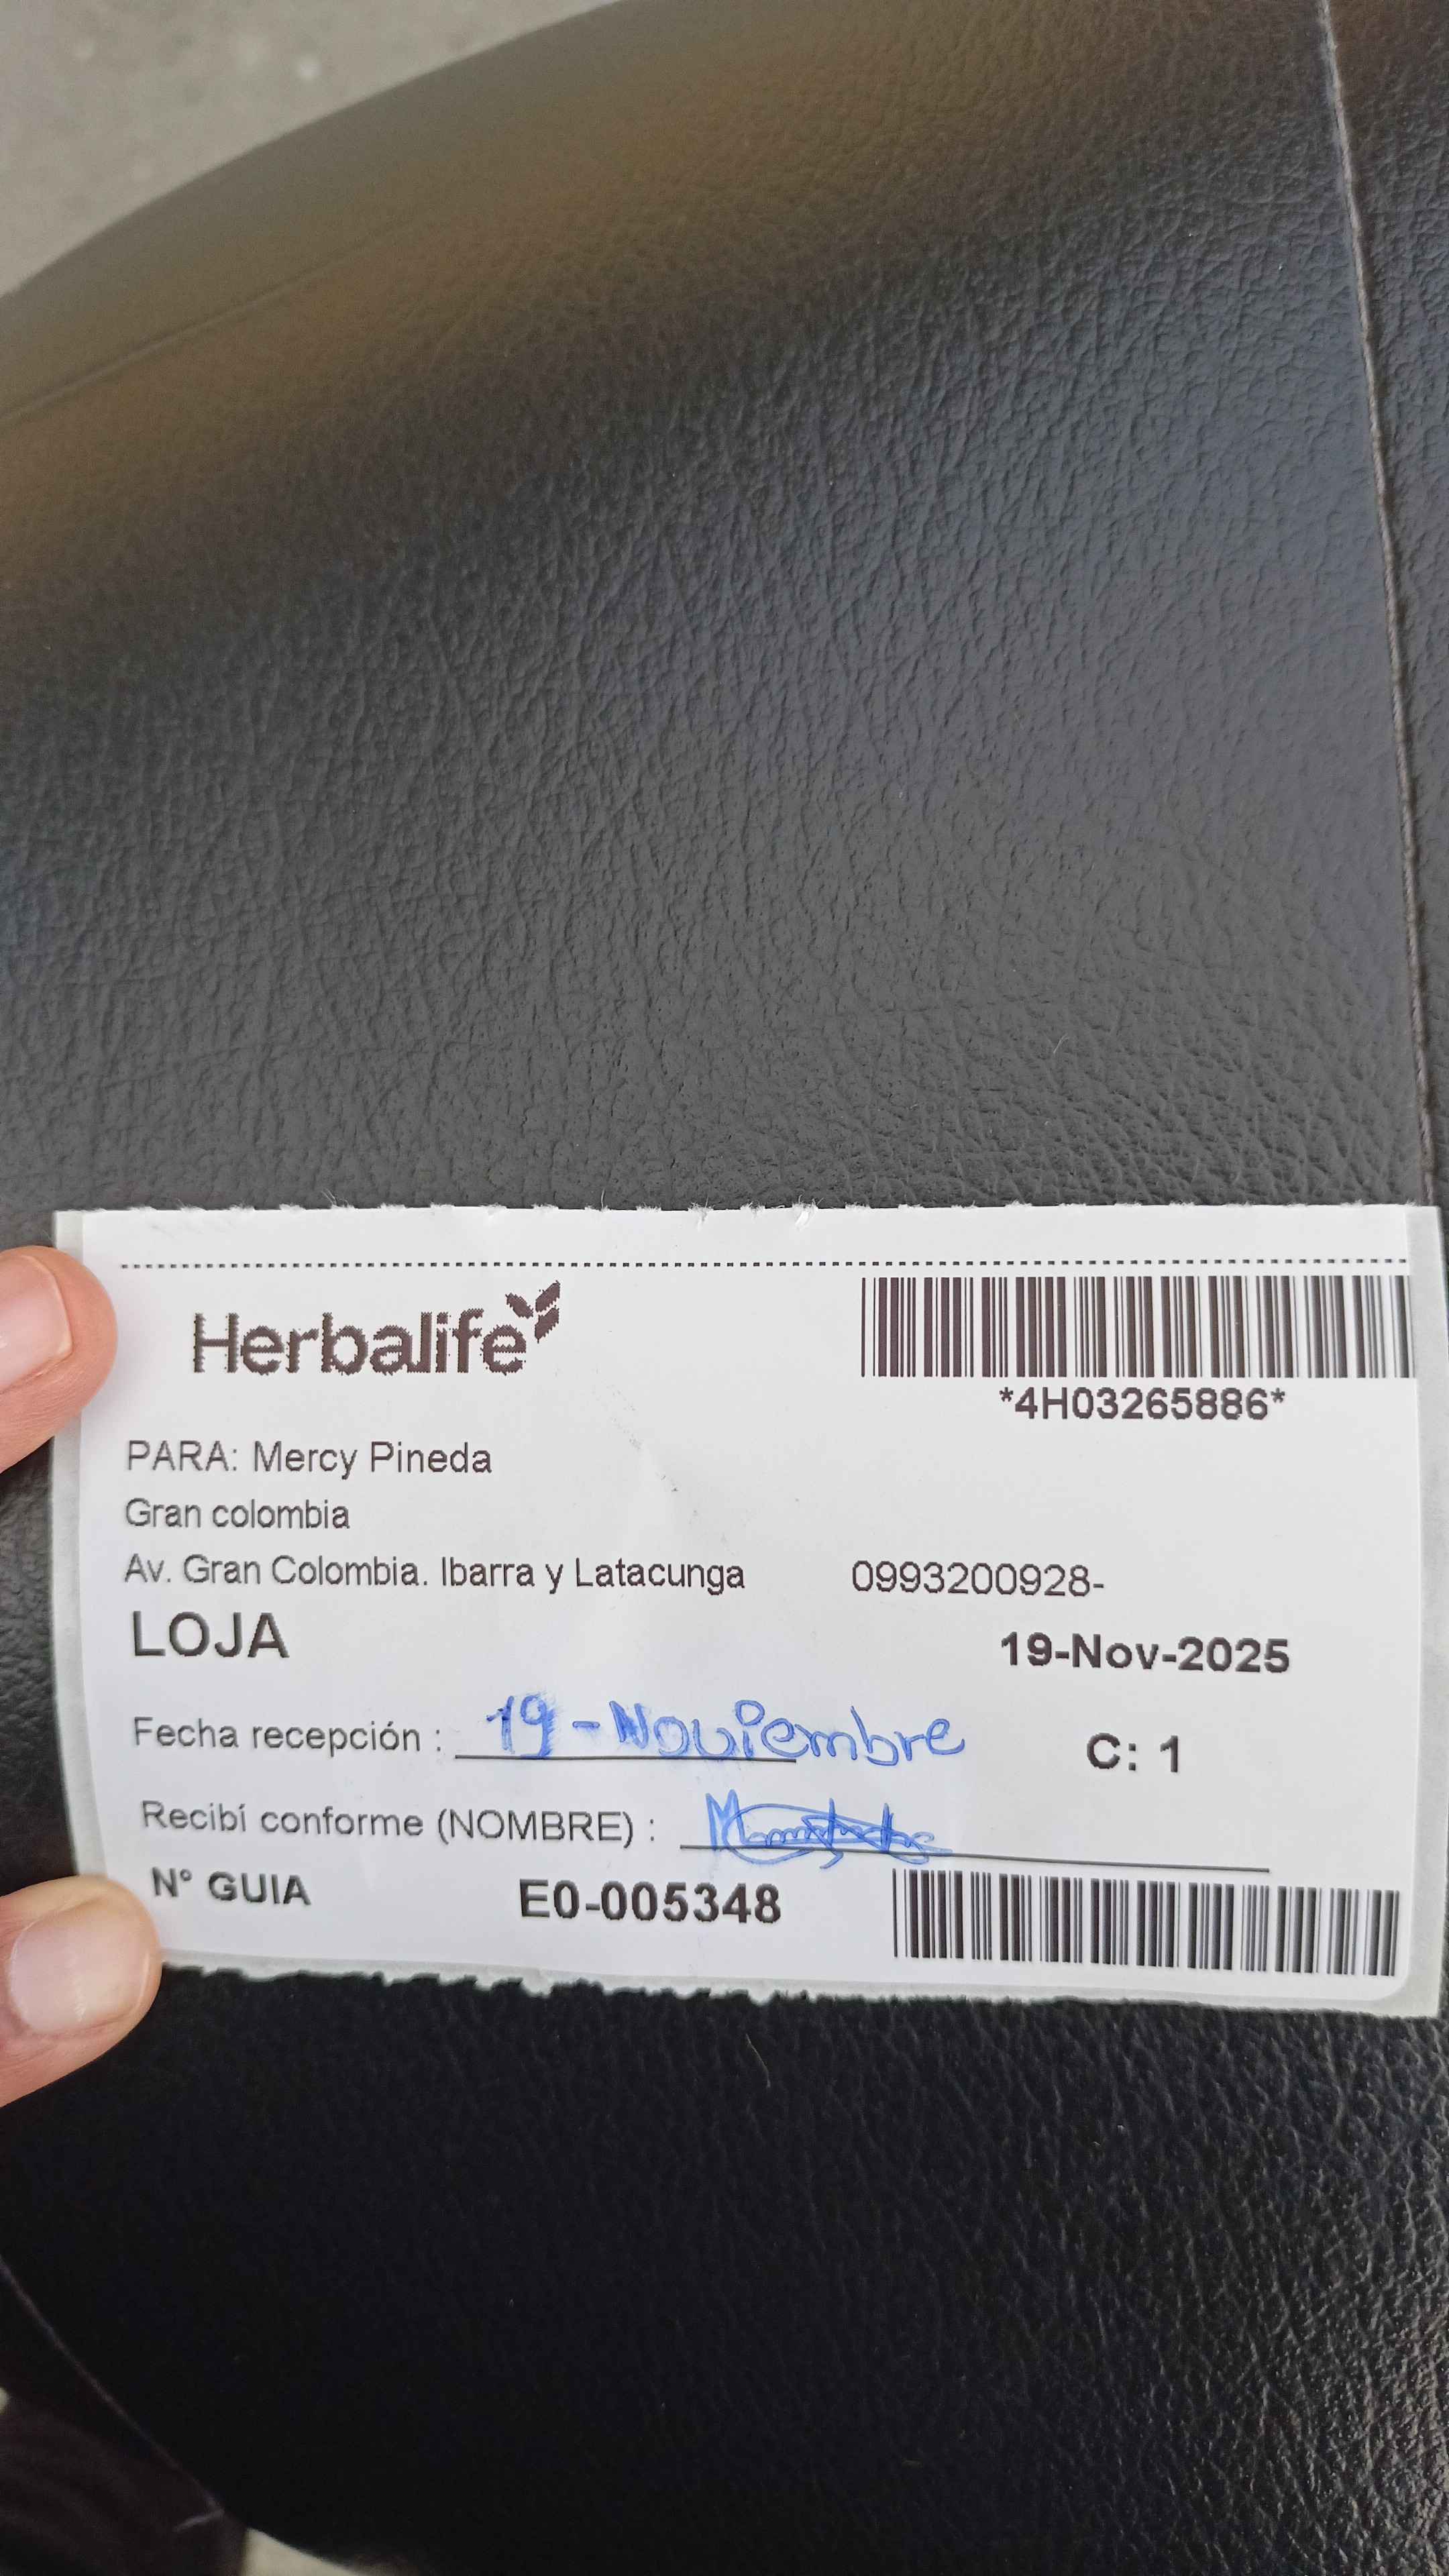 Herbalife
*4H03265886*
PARA: Mercy Pineda
Gran colombia
Av. Gran Colombia. Ibarra y Latacunga 0993200928-
LOJA 19-Nov-2025
Fecha recepción : 19-Noviembre C: 1
Recibí conforme (NOMBRE) :
N° GUIA E0-005348